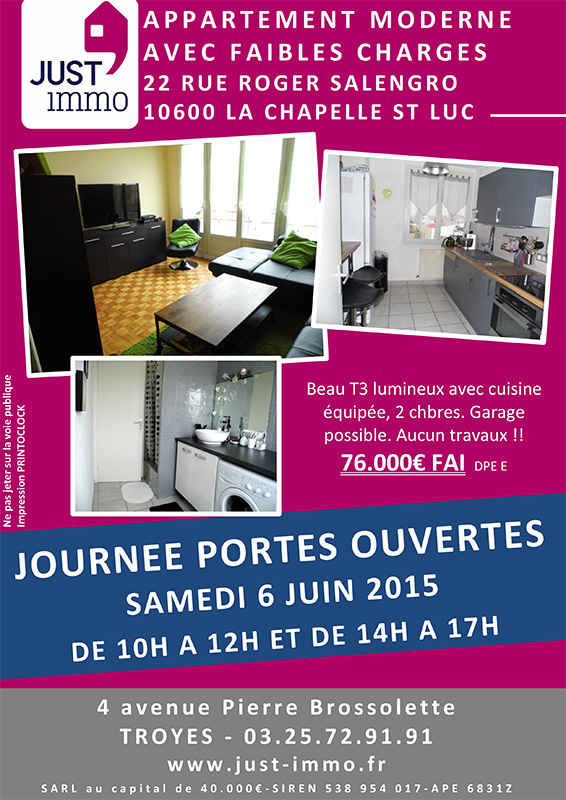 JUST
immo
APPARTEMENT MODERNE
AVEC FAIBLES CHARGES
22 RUE ROGER SALENGRO
10600 LA CHAPELLE ST LUC
Beau T3 lumineux avec cuisine
équipée, 2 chbres. Garage
possible. Aucun travaux !!
76.000€ FAI DPE E
Ne pas jeter sur la voie publique
Impression PRINTOCLOCK
JOURNEE PORTES OUVERTES
SAMEDI 6 JUIN 2015
DE 10H A 12H ET DE 14H A 17H
4 avenue Pierre Brossolette
TROYES - 03.25.72.91.91
www.just-immo.fr
SARL au capital de 40.000€-SIREN 538 954 017-APE 6831Z